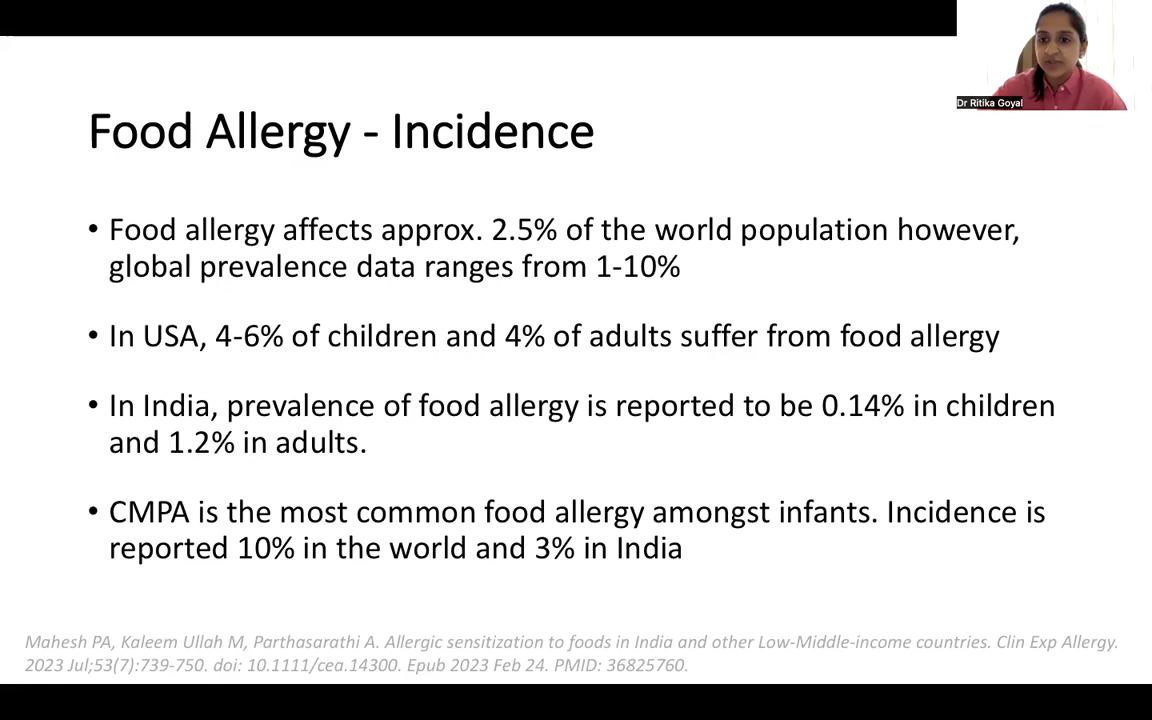 Dr Ritika Goyal
Food Allergy - Incidence
• Food allergy affects approx. 2.5% of the world population however,
global prevalence data ranges from 1-10%
• In USA, 4-6% of children and 4% of adults suffer from food allergy
• In India, prevalence of food allergy is reported to be 0.14% in children
and 1.2% in adults.
• CMPA is the most common food allergy amongst infants. Incidence is
reported 10% in the world and 3% in India
Mahesh PA, Kaleem Ullah M, Parthasarathi A. Allergic sensitization to foods in India and other Low-Middle-income countries. Clin Exp Allergy.
2023 Jul;53(7):739-750. doi: 10.1111/cea.14300. Epub 2023 Feb 24. PMID: 36825760.